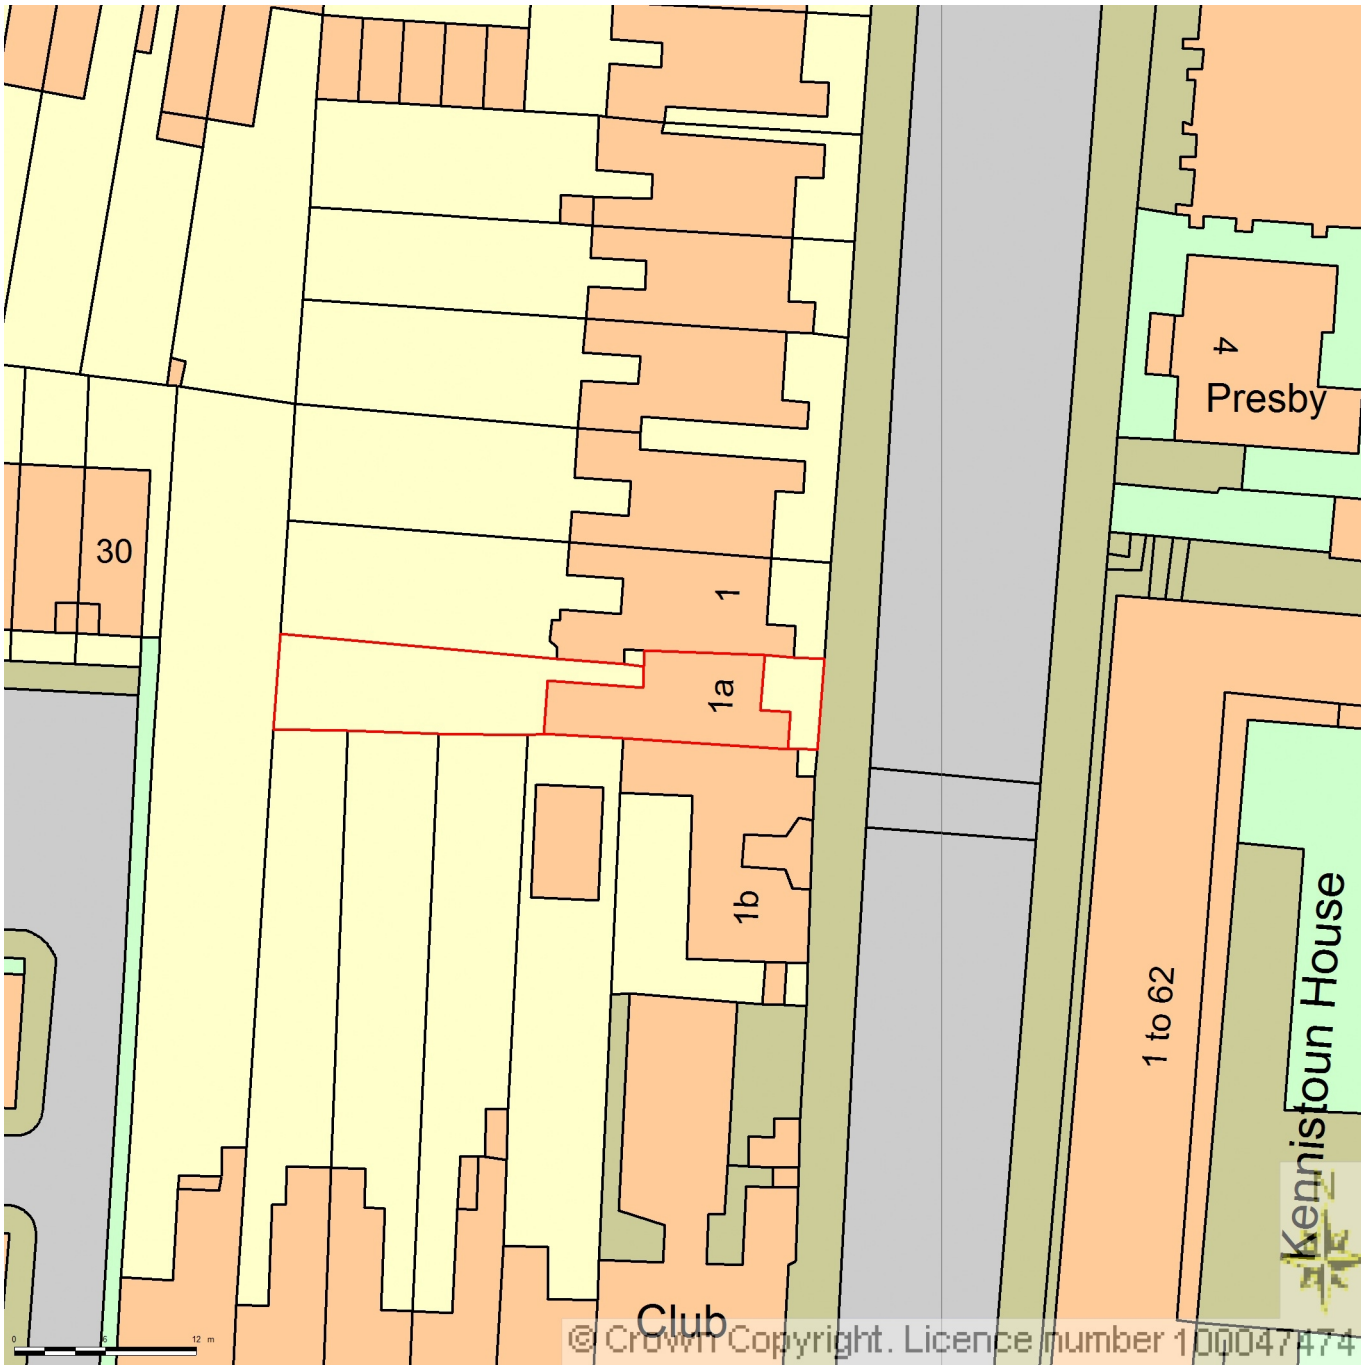 4
Presby
30
1
1a
1b
1 to 62
Kennistoun House
Club
0 6 12 m
© Crown Copyright. Licence number 100047474